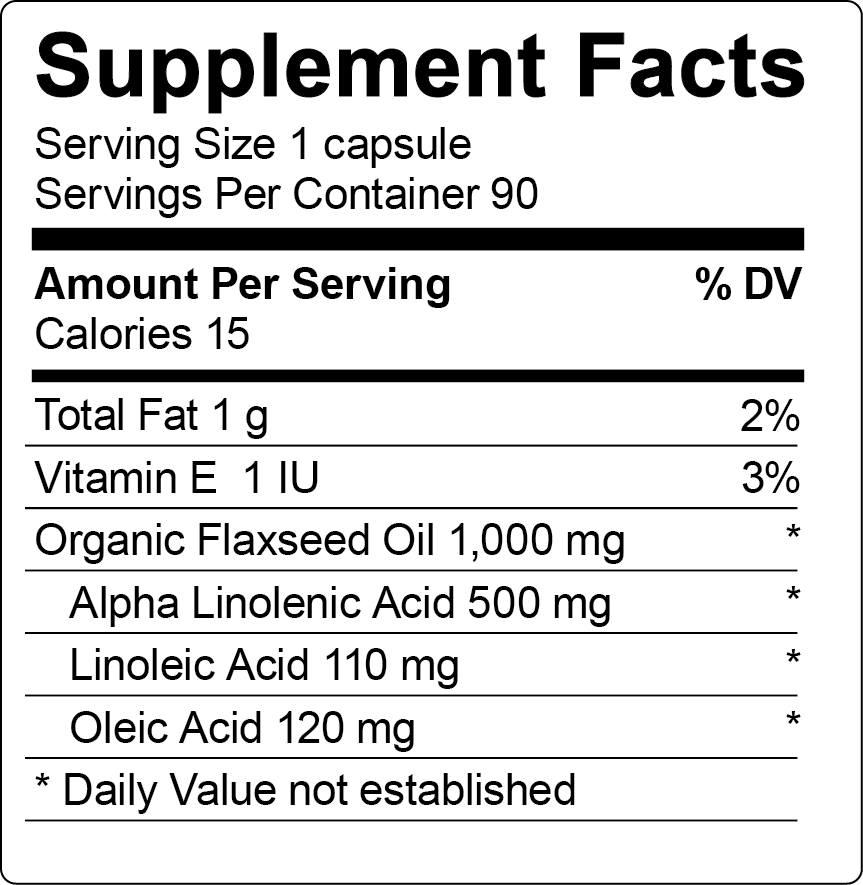 Supplement Facts
Serving Size 1 capsule
Servings Per Container 90
Amount Per Serving % DV
Calories 15
Total Fat 1 g 2%
Vitamin E  1 IU 3%
Organic Flaxseed Oil 1,000 mg *
Alpha Linolenic Acid 500 mg *
Linoleic Acid 110 mg *
Oleic Acid 120 mg *
* Daily Value not established